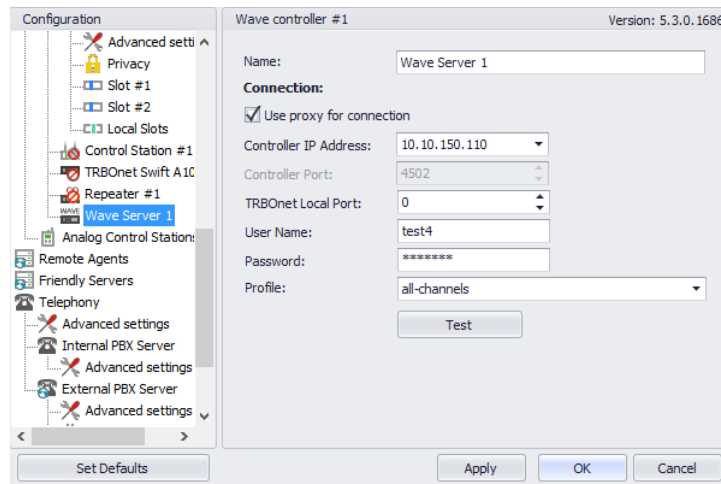 Configuration
Advanced setti
Privacy
Slot #1
Slot #2
Local Slots
Control Station #1
TRBOnet Swift A10
Repeater #1
WAVE
Wave Server 1
Analog Control Stations
Remote Agents
Friendly Servers
Telephony
Advanced settings
Internal PBX Server
Advanced settings
External PBX Server
Advanced settings
Set Defaults
Wave controller #1 Version: 5.3.0.1686
Name: Wave Server 1
Connection:
Use proxy for connection
Controller IP Address: 10.10.150.110
Controller Port: 4502
TRBOnet Local Port: 0
User Name: test4
Password: *******
Profile: all-channels
Test
Apply OK Cancel